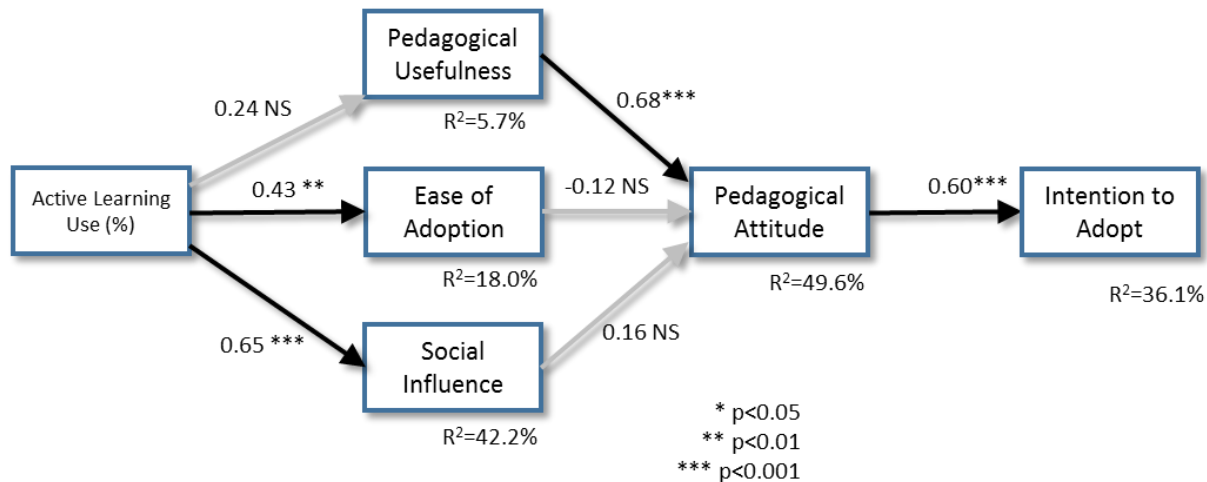 Pedagogical
Usefulness
0.24 NS
0.68***
R²=5.7%
Active Learning
Use (%)
0.43 **
Ease of
Adoption
-0.12 NS
Pedagogical
Attitude
0.60***
Intention to
Adopt
R²=18.0%
R²=49.6%
R²=36.1%
0.65 ***
Social
Influence
0.16 NS
R²=42.2%
* p<0.05
** p<0.01
*** p<0.001